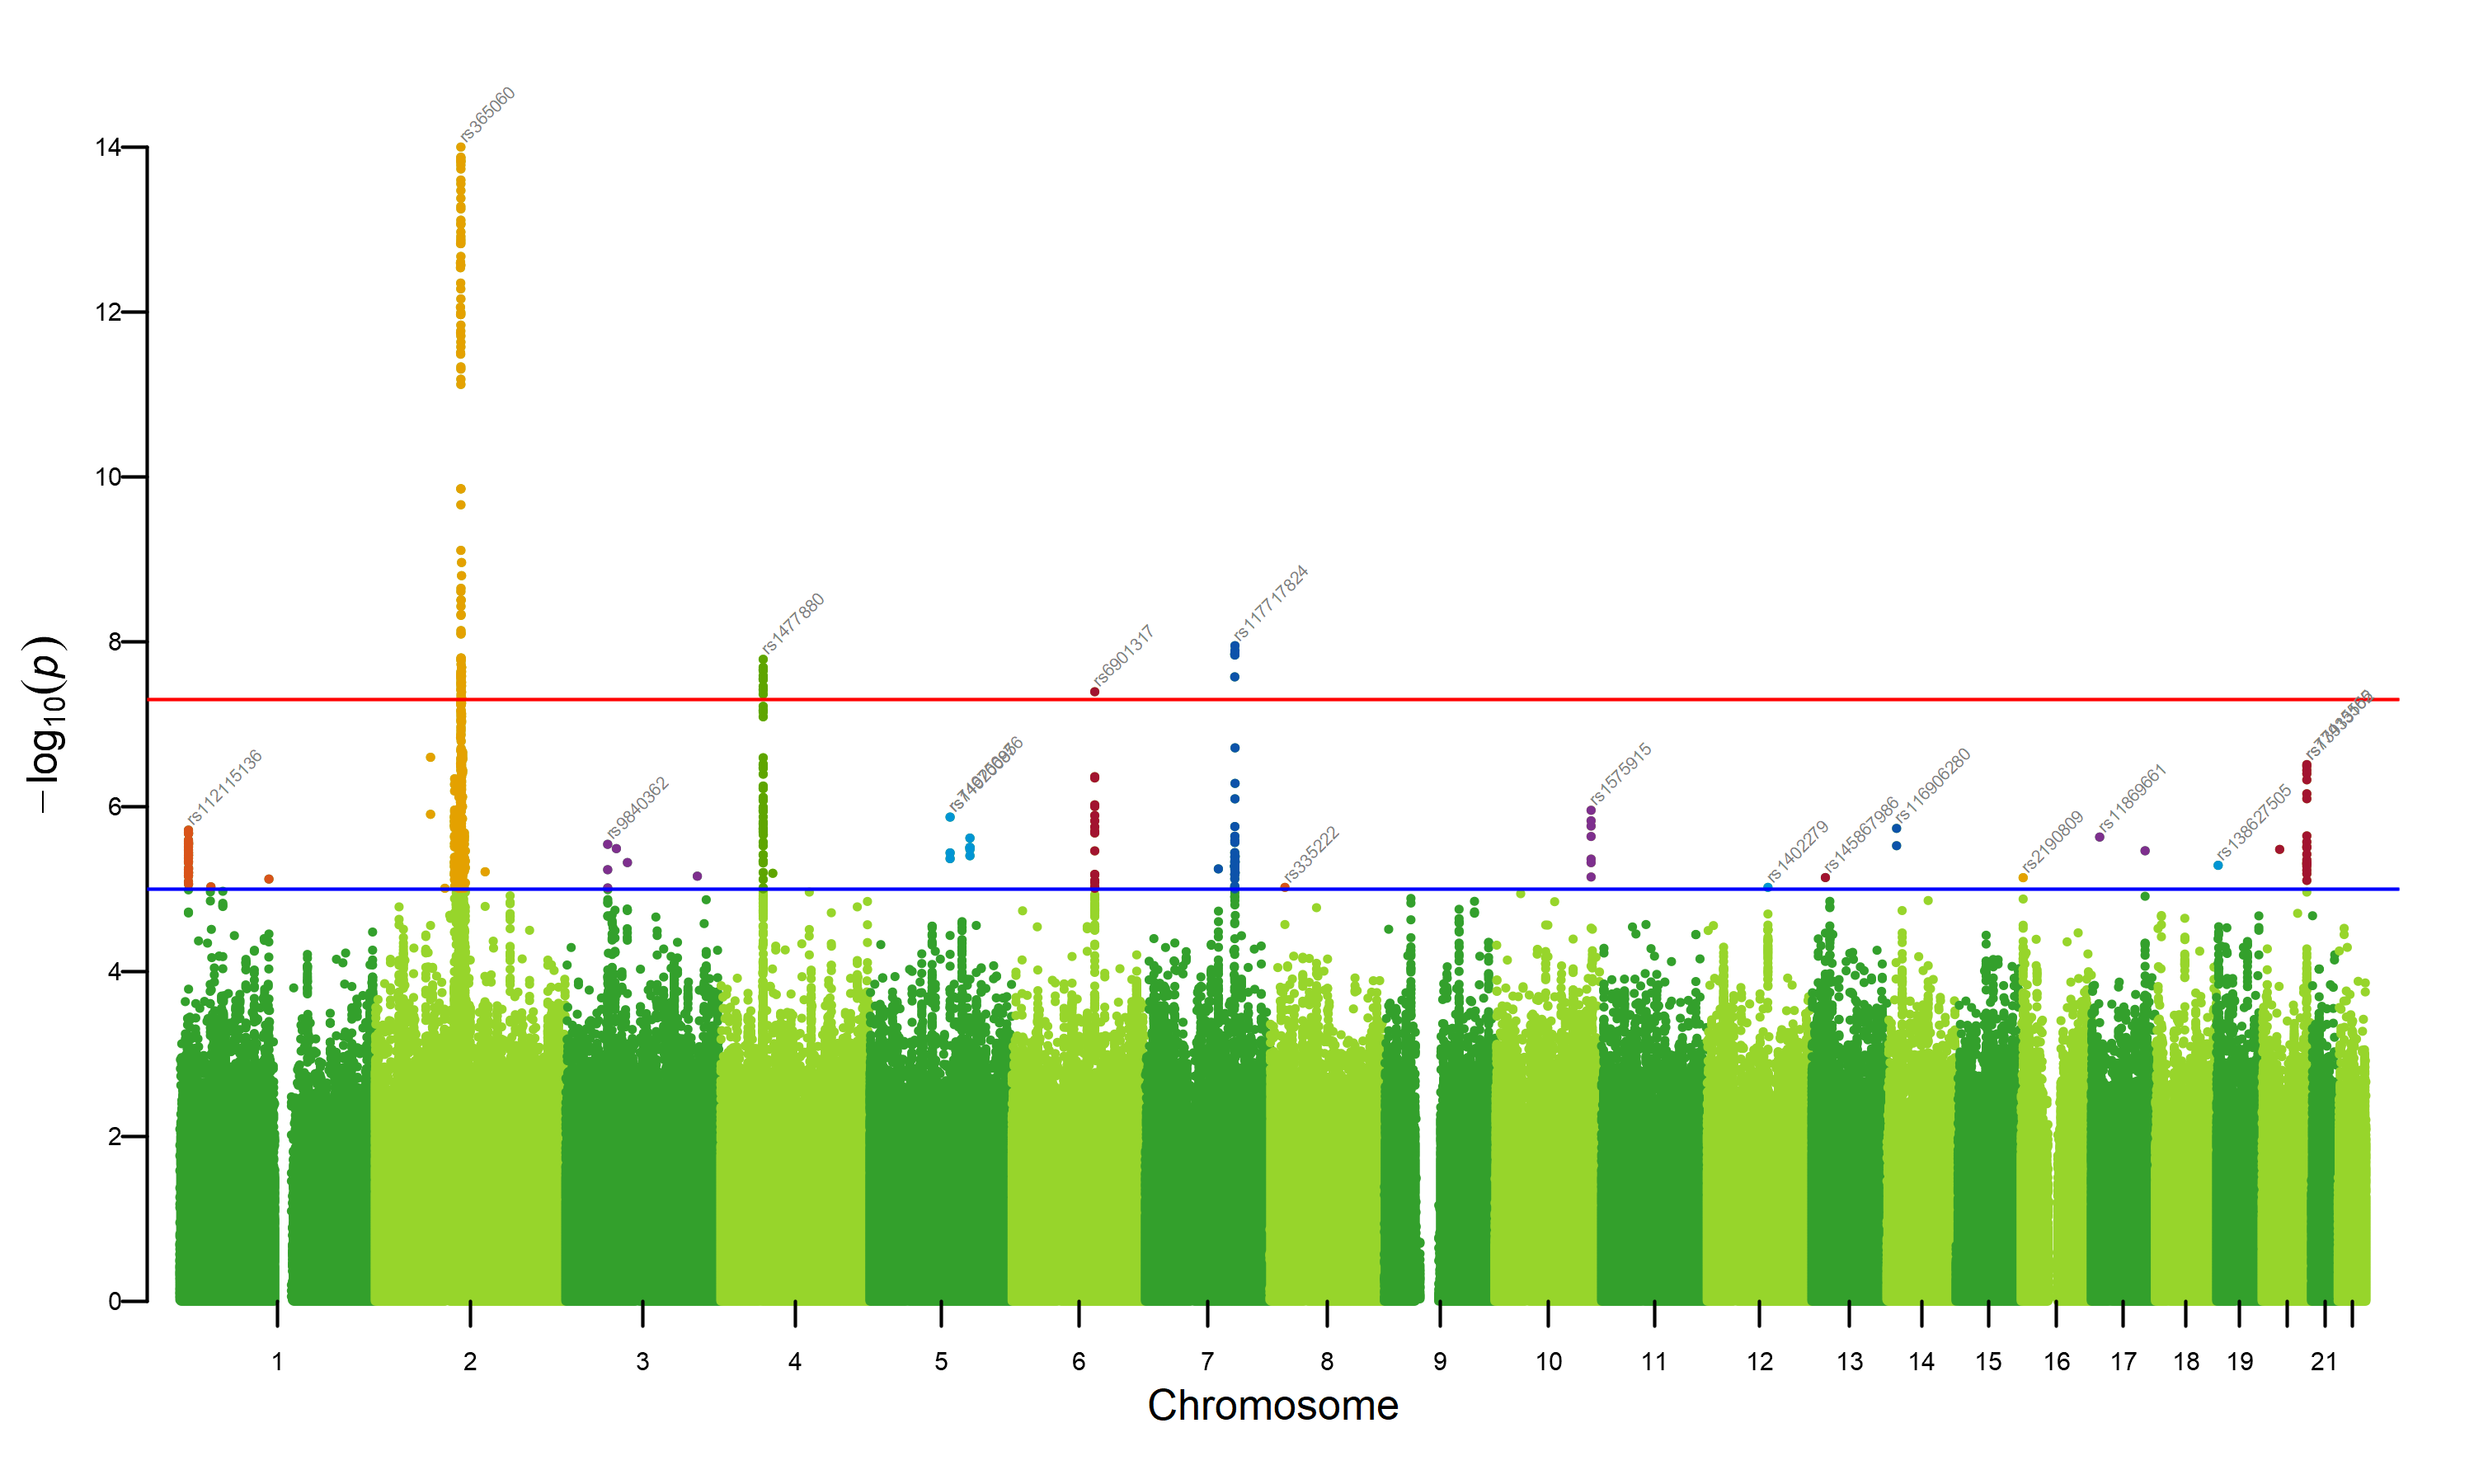 rs365060
14
12
10
rs117717824
8
rs1477880
rs6901317
rs112115136
rs9840362
rs1575915
rs116906280
rs11869661
rs138627505
rs145867986
rs2190809
rs1402279
rs335222
6
4
2
0
−log10(p)
1 2 3 4 5 6 7 8 9 10 11 12 13 14 15 16 17 18 19 21
Chromosome